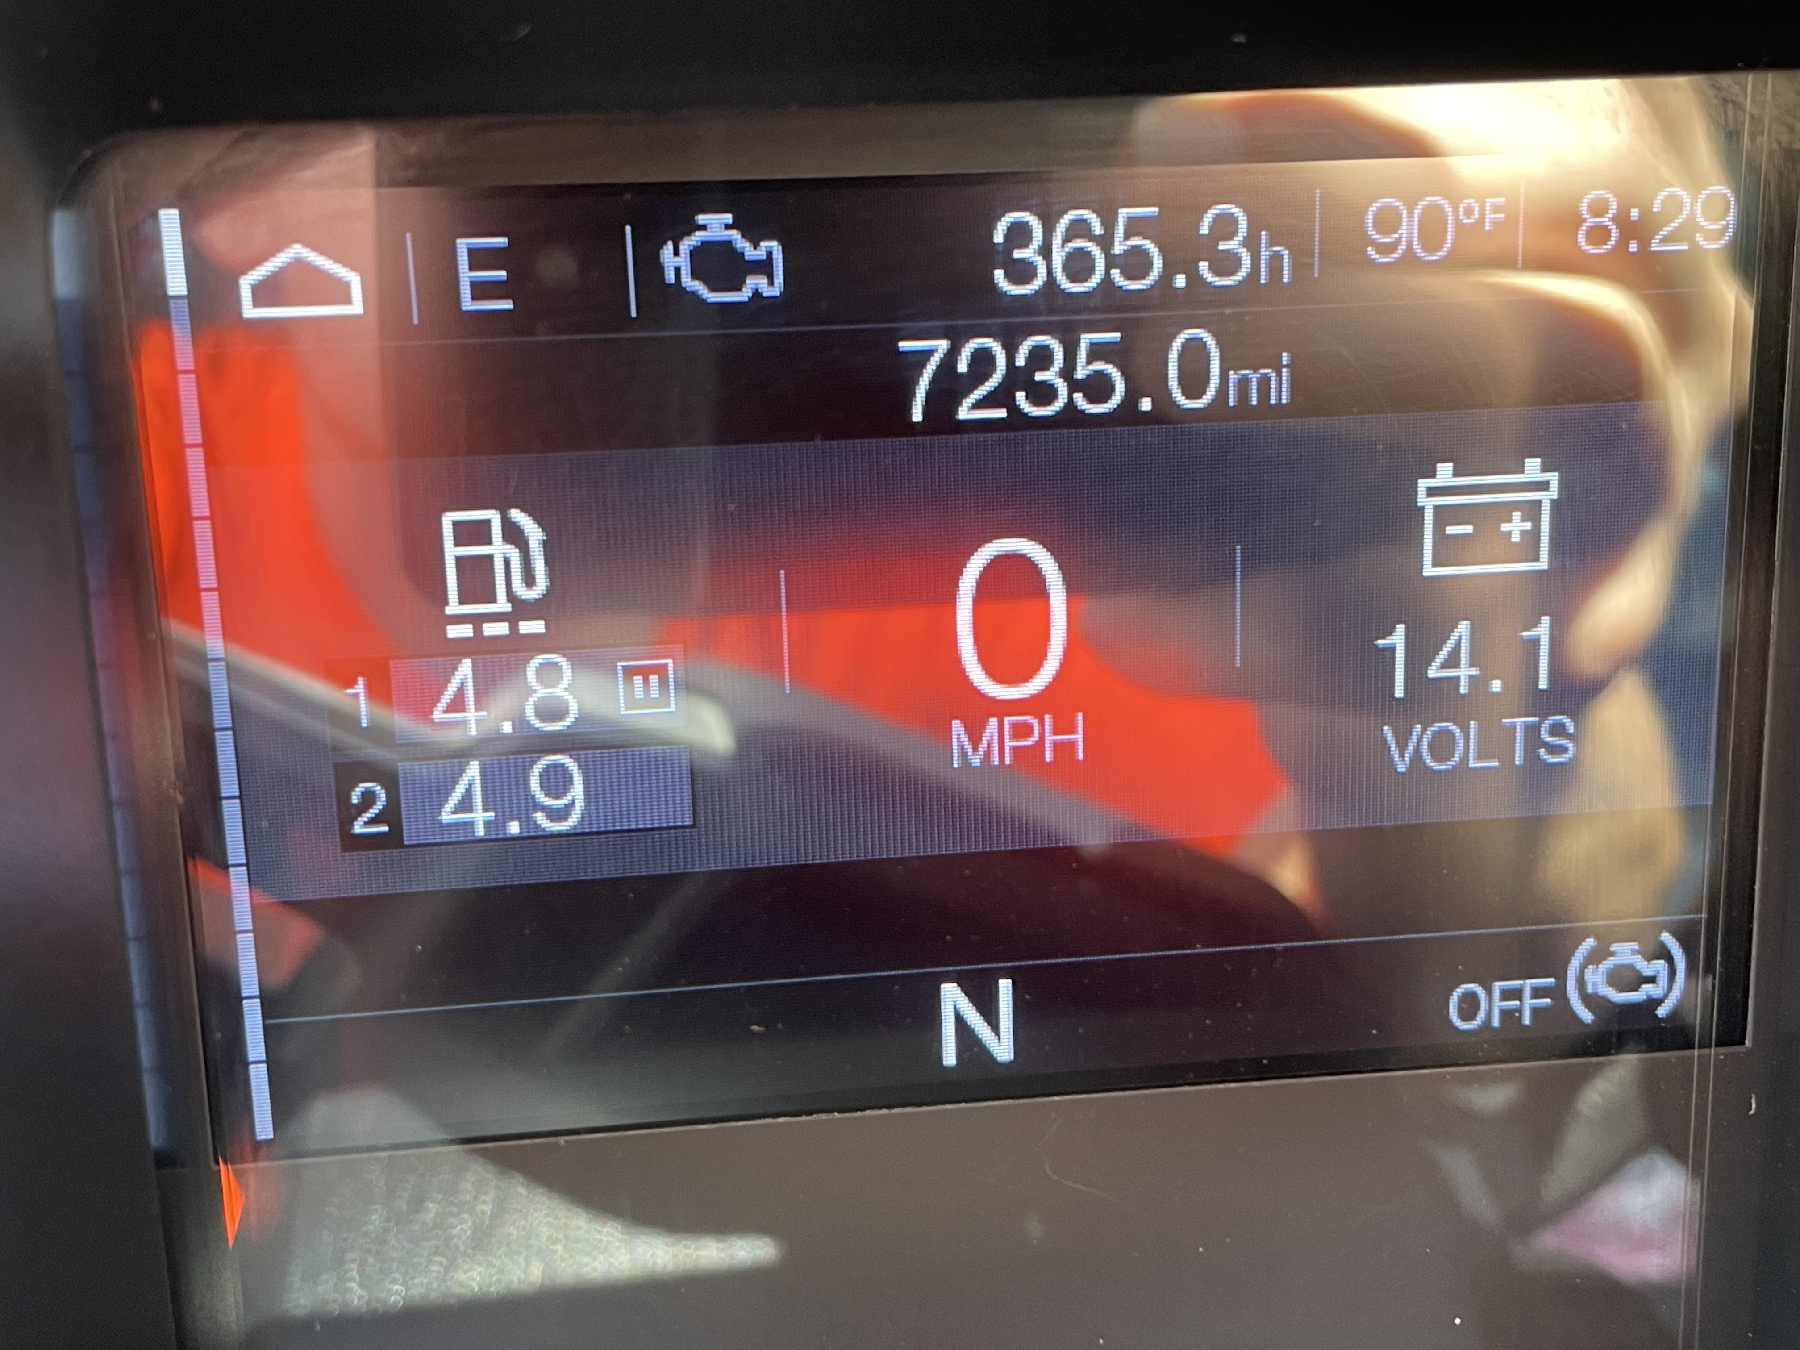 E 365.3h 90°F 8:29
7235.0mi
1 4.8
2 4.9
0
MPH
- +
14.1
VOLTS
N OFF